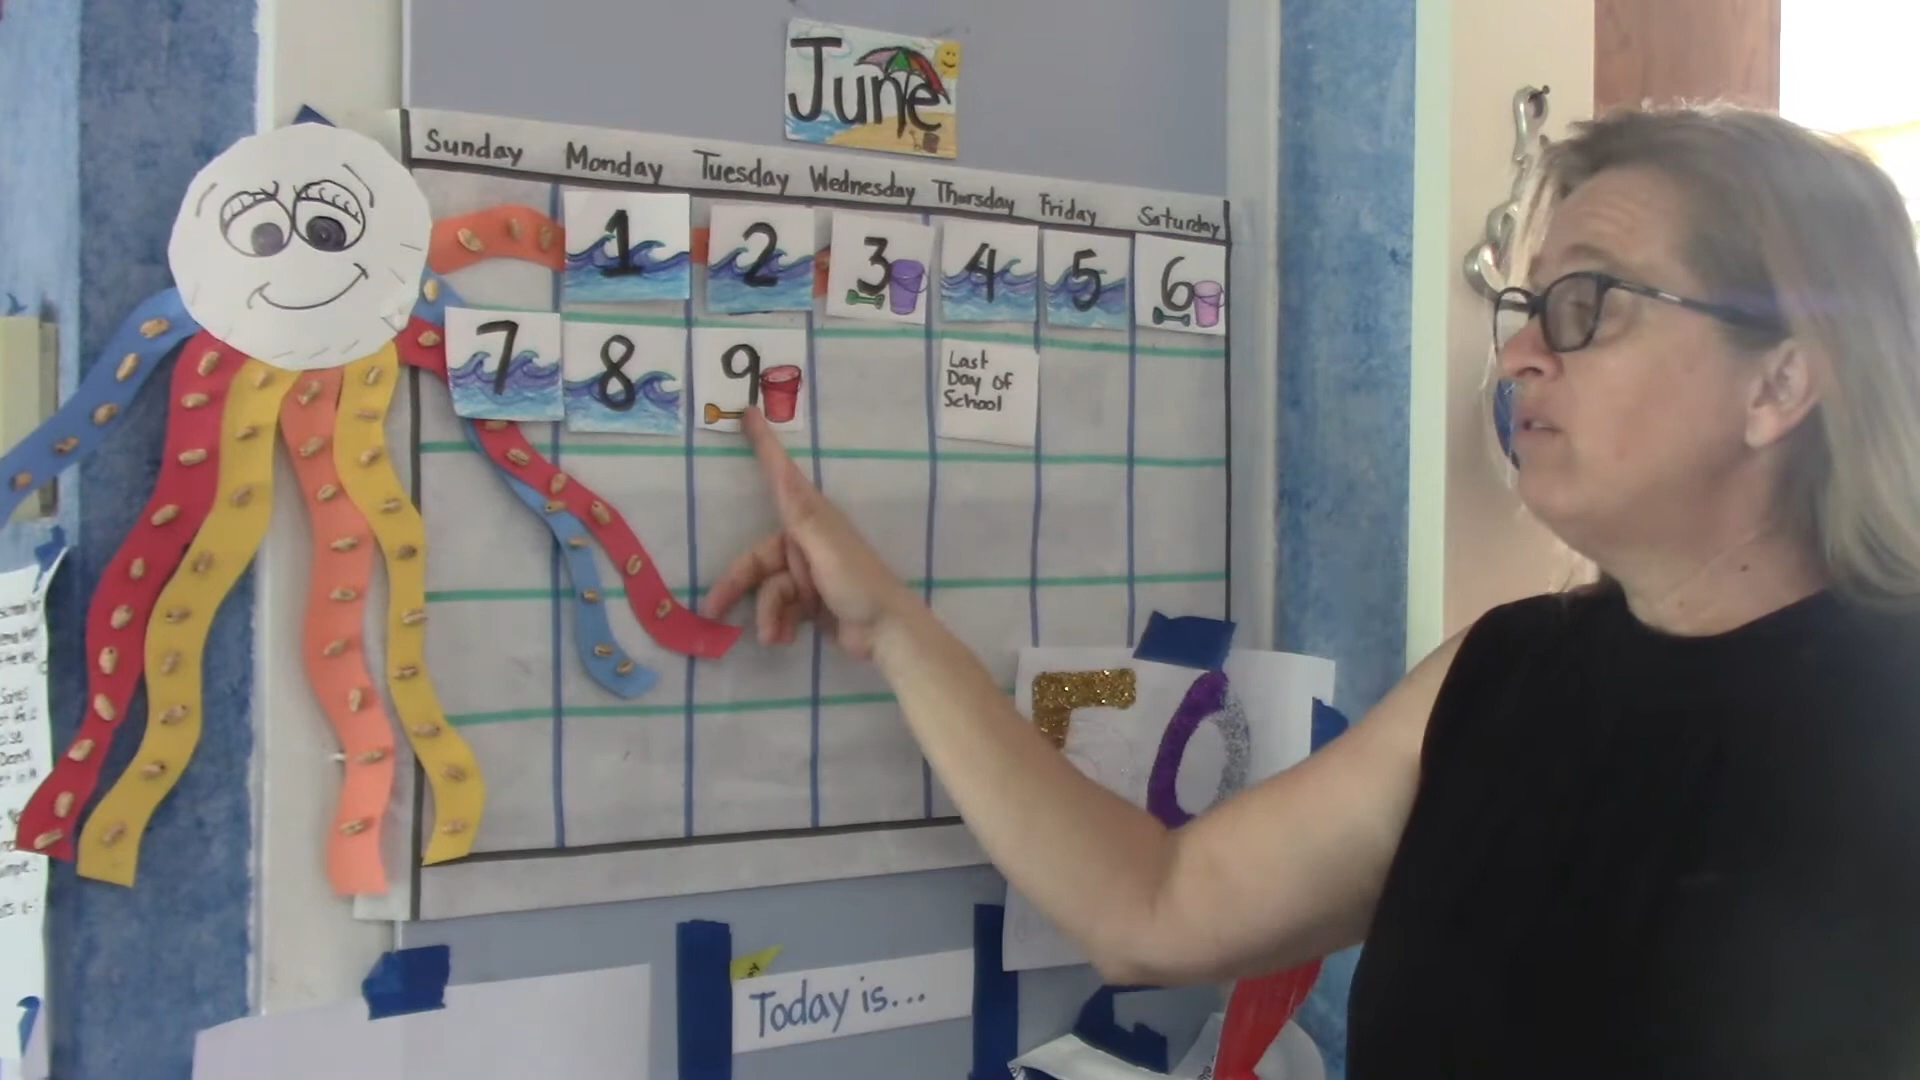 June
Sunday Monday Tuesday Wednesday Thursday Friday Saturday
1 2 3 4 5 6
7 8 9
Last
Day of
School
Today is...